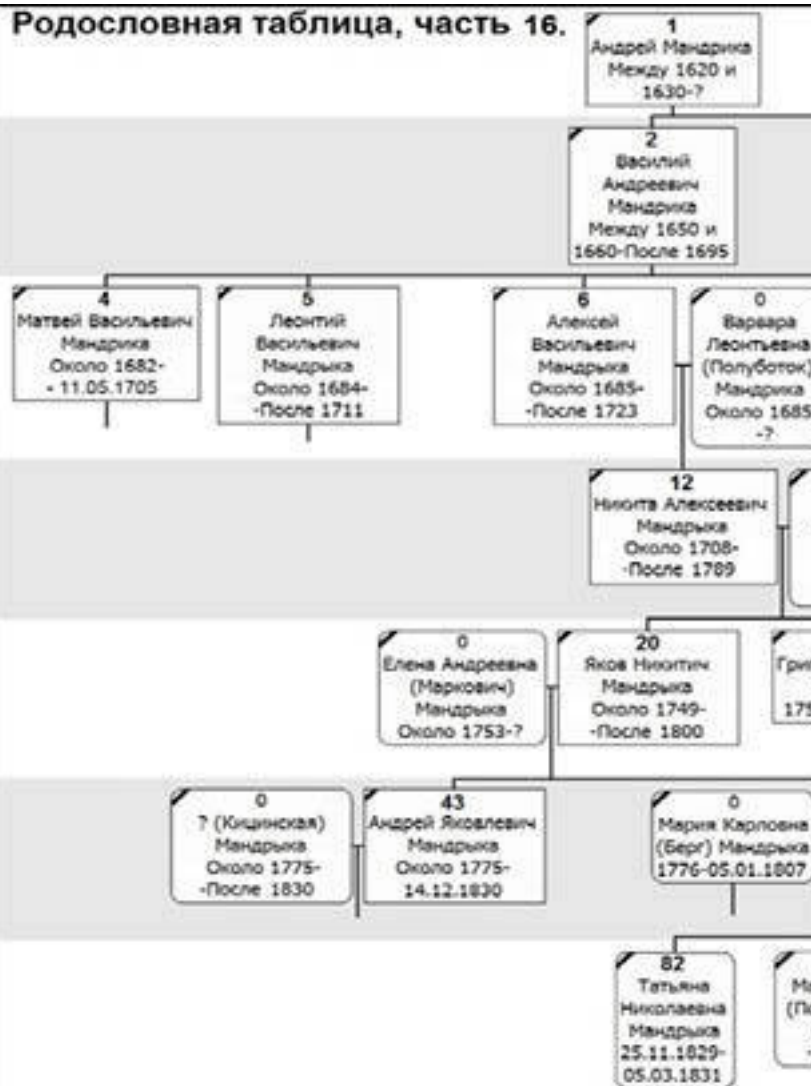 Родословная таблица, часть 16.
1
Андрей Мандрика
Между 1620 и
1630-?
2
Василий
Андреевич
Мандрика
Между 1650 и
1660-После 1695
4
Матвей Васильевич
Мандрика
Около 1682-
- 11.05.1705
5
Леонтий
Васильевич
Мандрыка
Около 1684-
-После 1711
6
Алексей
Васильевич
Мандрыка
Около 1685-
-После 1723
0
Варвара
Леонтьевна
(Полуботок)
Мандрика
Около 1685
-?
12
Никита Алексеевич
Мандрыка
Около 1708-
-После 1789
0
Елена Андреевна
(Маркович)
Мандрыка
Около 1753-?
20
Яков Никитич
Мандрыка
Около 1749-
-После 1800
Гри
175
0
? (Кицинская)
Мандрыка
Около 1775-
-После 1830
43
Андрей Яковлевич
Мандрыка
Около 1775-
14.12.1830
0
Мария Карловна
(Берг) Мандрыка
1776-05.01.1807
82
Татьяна
Николаевна
Мандрыка
25.11.1829-
05.03.1831